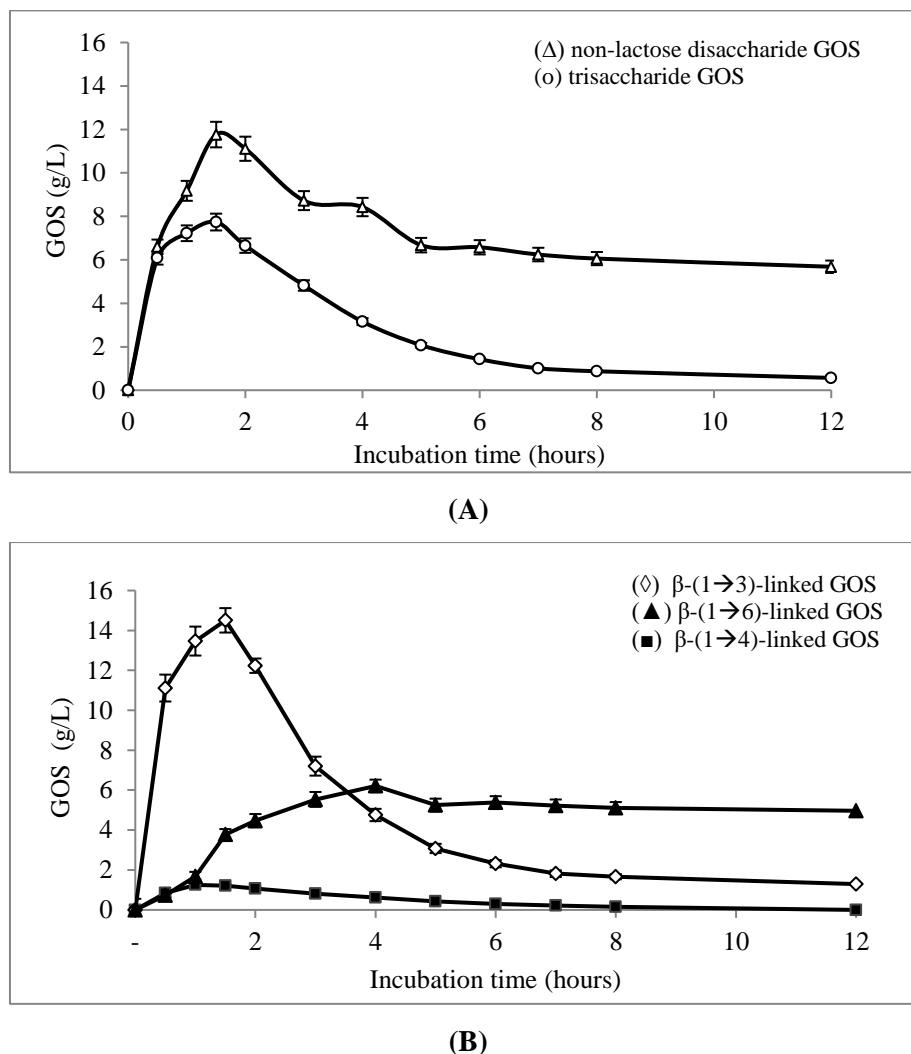 16
14
12
10
8
6
4
2
0
GOS (g/L)
(Δ) non-lactose disaccharide GOS
(o) trisaccharide GOS
0 2 4 6 8 10 12
Incubation time (hours)
(A)
16
14
12
10
8
6
4
2
0
GOS (g/L)
(◊) β-(1→3)-linked GOS
(▲) β-(1→6)-linked GOS
(■) β-(1→4)-linked GOS
- 2 4 6 8 10 12
Incubation time (hours)
(B)